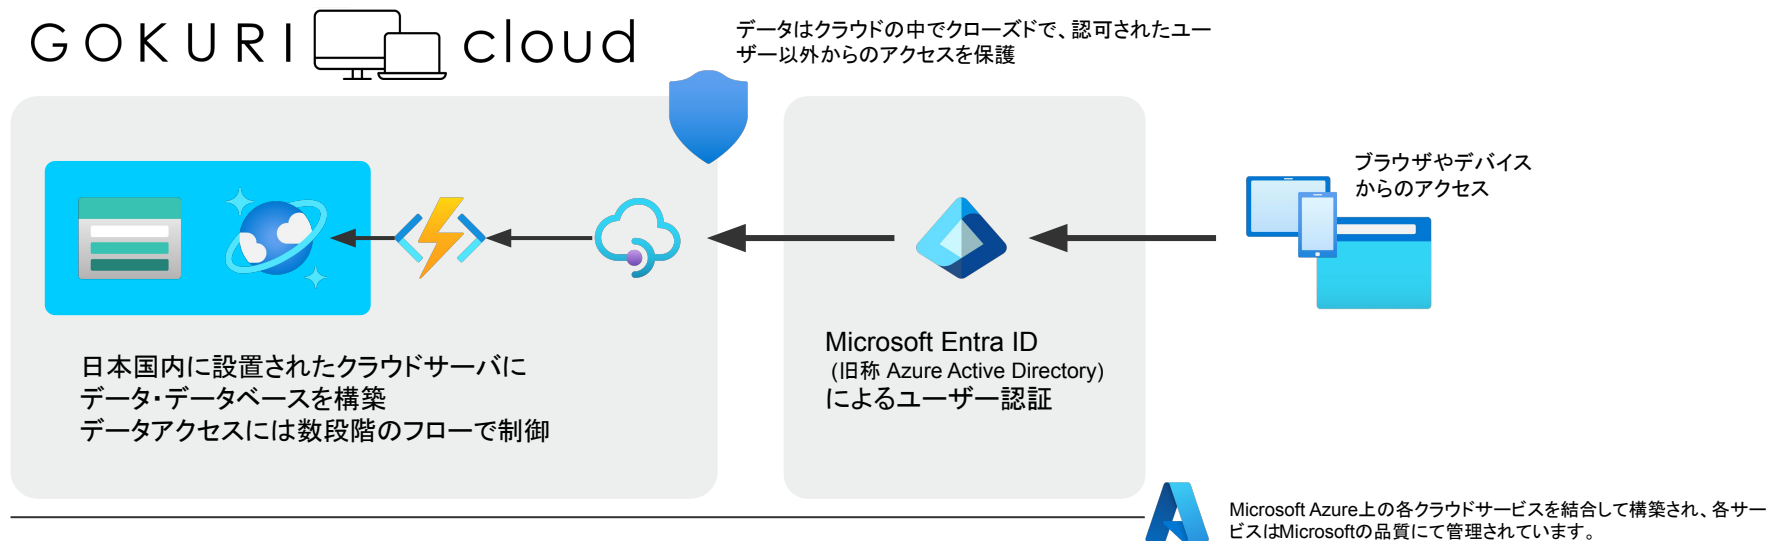 GOKURI cloud
データはクラウドの中でクローズドで、認可されたユー
ザー以外からのアクセスを保護
ブラウザやデバイス
からのアクセス
日本国内に設置されたクラウドサーバに
データ・データベースを構築
データアクセスには数段階のフローで制御
Microsoft Entra ID
(旧称 Azure Active Directory)
によるユーザー認証
Microsoft Azure上の各クラウドサービスを結合して構築され、各サー
ビスはMicrosoftの品質にて管理されています。